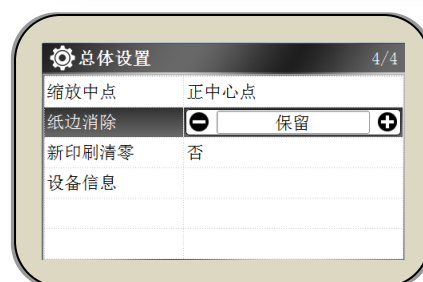 总体设置 4/4
缩放中点 正中心点
纸边消除 保留
新印刷清零 否
设备信息